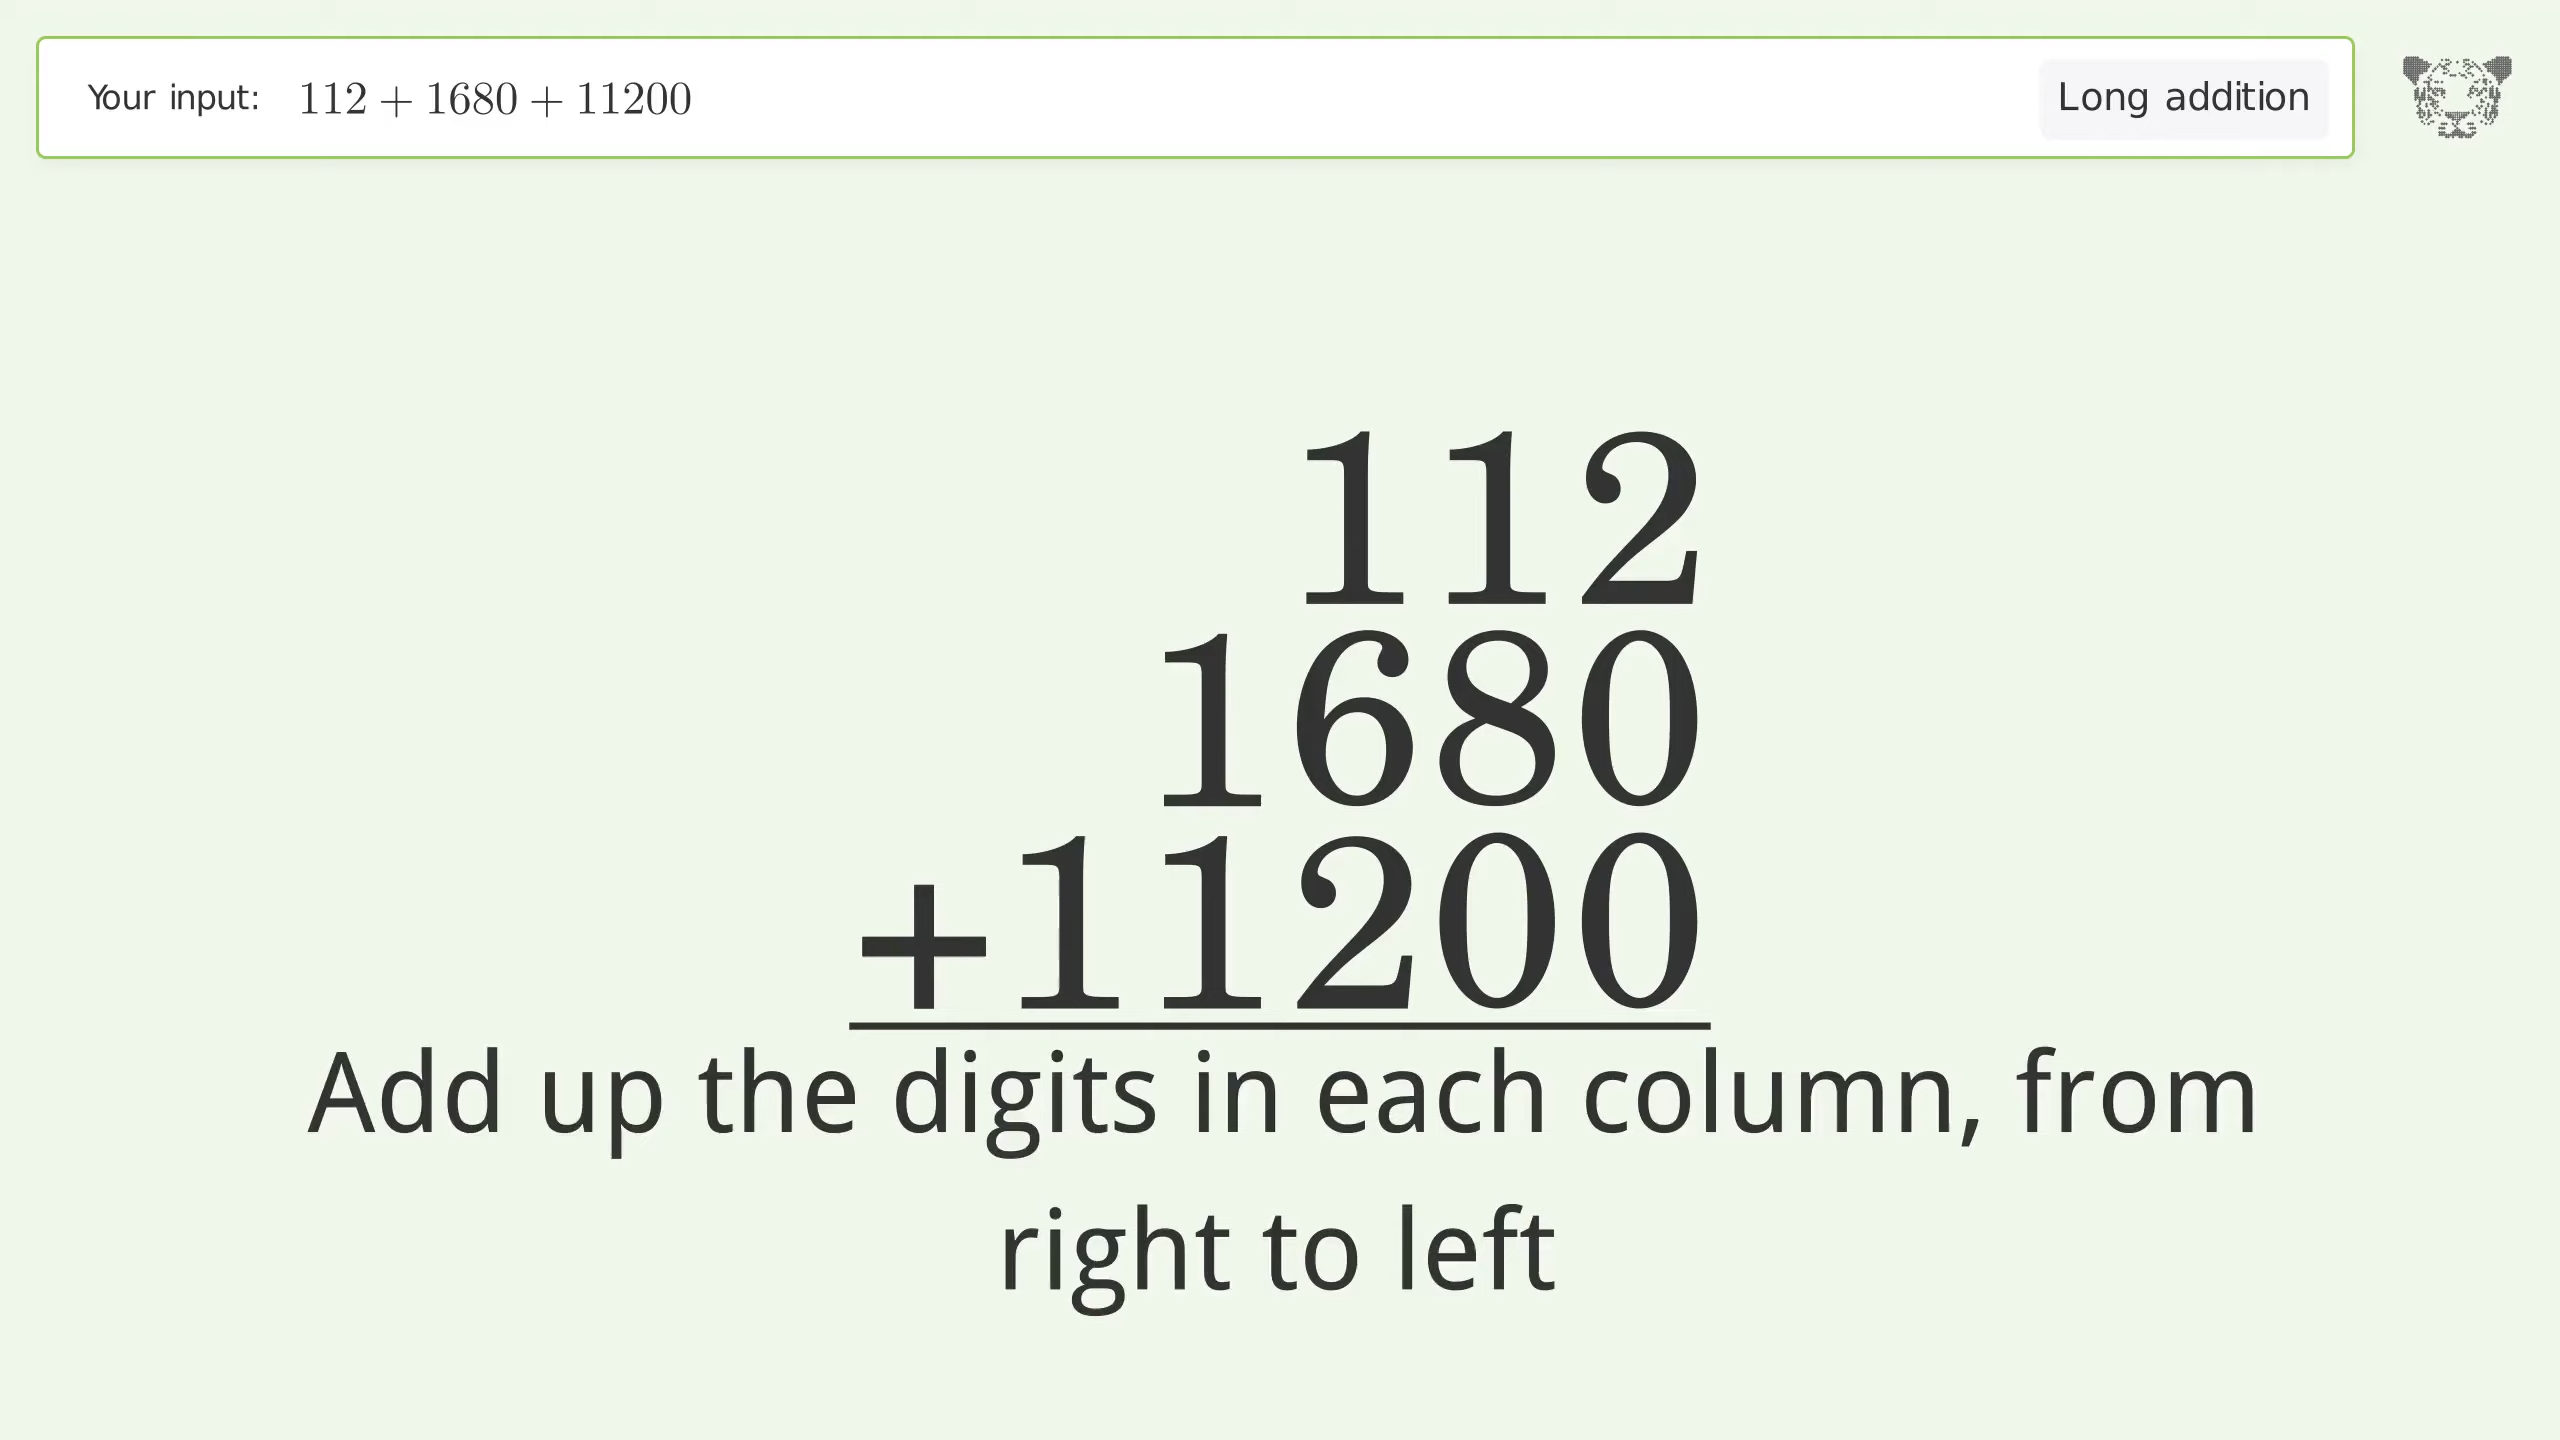 Your input: 112 + 1680 + 11200
Long addition
112
1680
+11200
Add up the digits in each column, from
right to left